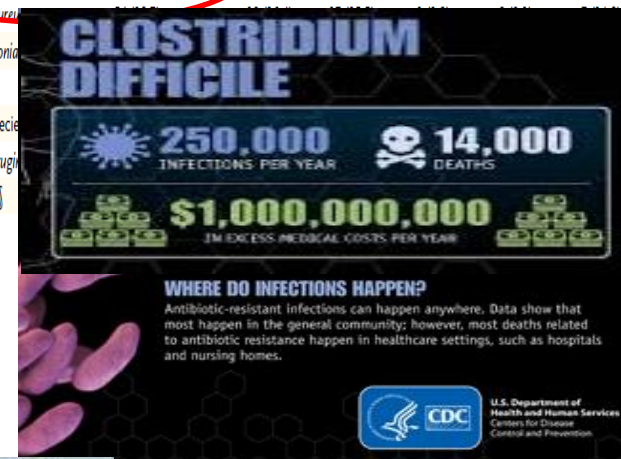 CLOSTRIDIUM
DIFFICILE
250,000
INFECTIONS PER YEAR
14,000
DEATHS
$1,000,000,000
IN EXCESS MEDICAL COSTS PER YEAR
WHERE DO INFECTIONS HAPPEN?
Antibiotic-resistant infections can happen anywhere. Data show that
most happen in the general community; however, most deaths related
to antibiotic resistance happen in healthcare settings, such as hospitals
and nursing homes.
CDC
U.S. Department of
Health and Human Services
Centers for Disease
Control and Prevention